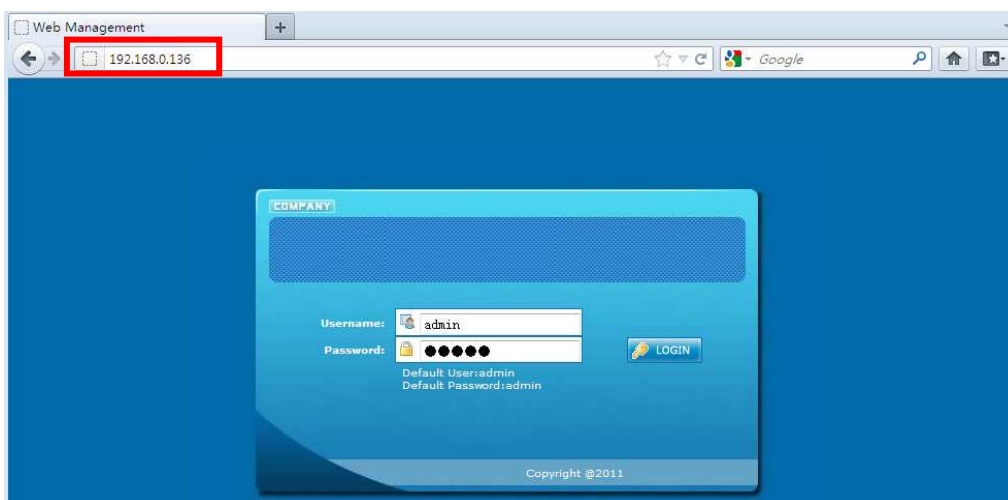 Web Management
192.168.0.136
Google
COMPANY
Username: admin
Password: ●●●●●
LOGIN
Default User:admin
Default Password:admin
Copyright @2011